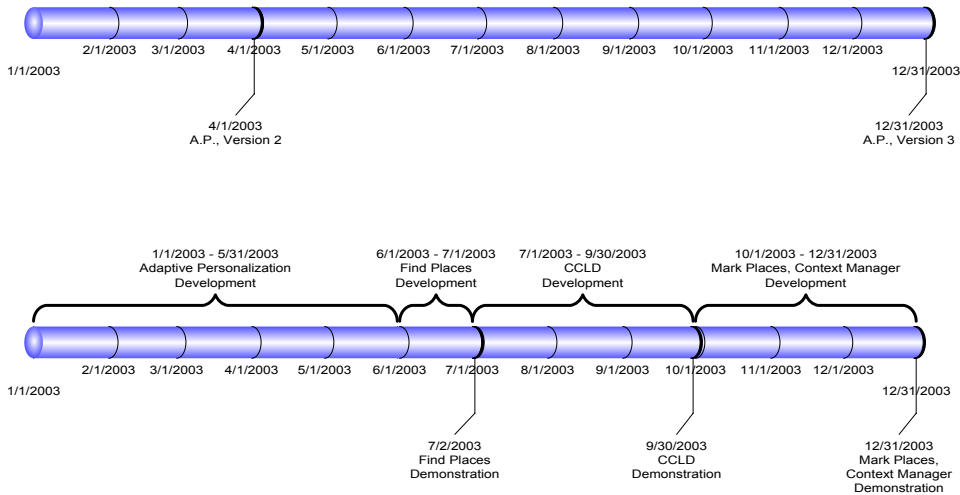 2/1/2003 3/1/2003 4/1/2003 5/1/2003 6/1/2003 7/1/2003 8/1/2003 9/1/2003 10/1/2003 11/1/2003 12/1/2003
1/1/2003 12/31/2003
4/1/2003
A.P., Version 2
12/31/2003
A.P., Version 3
1/1/2003 - 5/31/2003
Adaptive Personalization
Development
6/1/2003 - 7/1/2003
Find Places
Development
7/1/2003 - 9/30/2003
CCLD
Development
10/1/2003 - 12/31/2003
Mark Places, Context Manager
Development
2/1/2003 3/1/2003 4/1/2003 5/1/2003 6/1/2003 7/1/2003 8/1/2003 9/1/2003 10/1/2003 11/1/2003 12/1/2003
1/1/2003 12/31/2003
7/2/2003
Find Places
Demonstration
9/30/2003
CCLD
Demonstration
12/31/2003
Mark Places,
Context Manager
Demonstration